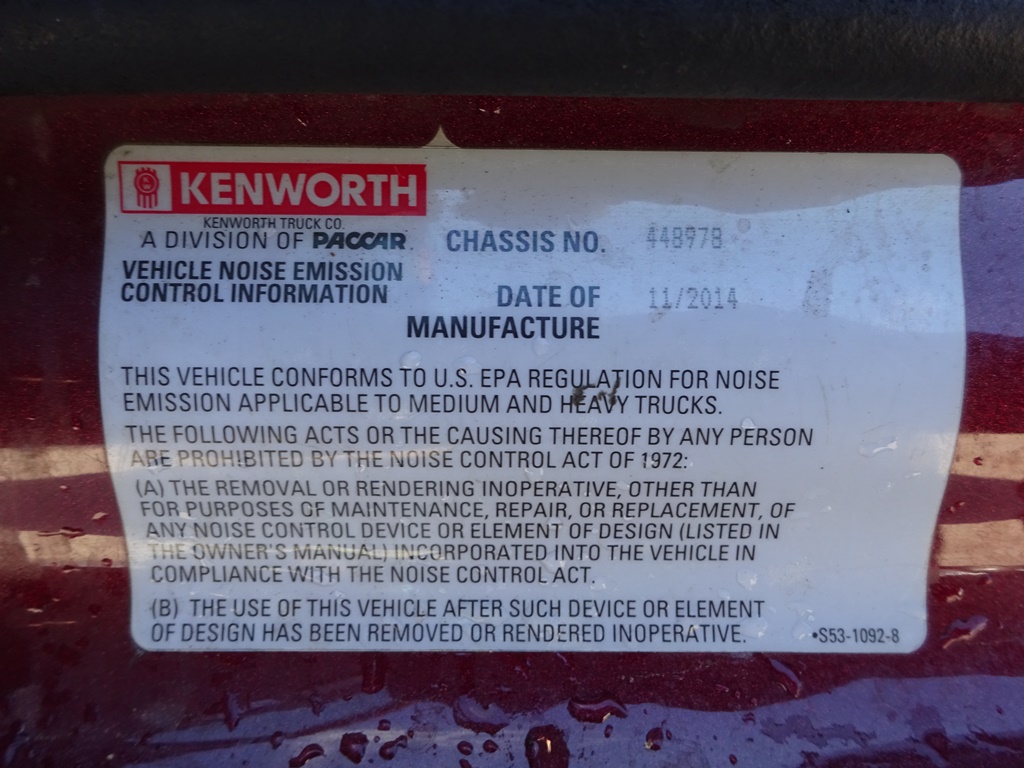 KENWORTH
KENWORTH TRUCK CO.
A DIVISION OF PACCAR
CHASSIS NO. 448978
VEHICLE NOISE EMISSION
CONTROL INFORMATION
DATE OF 11/2014
MANUFACTURE
THIS VEHICLE CONFORMS TO U.S. EPA REGULATION FOR NOISE
EMISSION APPLICABLE TO MEDIUM AND HEAVY TRUCKS.
THE FOLLOWING ACTS OR THE CAUSING THEREOF BY ANY PERSON
ARE PROHIBITED BY THE NOISE CONTROL ACT OF 1972:
(A) THE REMOVAL OR RENDERING INOPERATIVE, OTHER THAN
FOR PURPOSES OF MAINTENANCE, REPAIR, OR REPLACEMENT, OF
ANY NOISE CONTROL DEVICE OR ELEMENT OF DESIGN (LISTED IN
THE OWNER'S MANUAL) INCORPORATED INTO THE VEHICLE IN
COMPLIANCE WITH THE NOISE CONTROL ACT.
(B) THE USE OF THIS VEHICLE AFTER SUCH DEVICE OR ELEMENT
OF DESIGN HAS BEEN REMOVED OR RENDERED INOPERATIVE.
•S53-1092-8